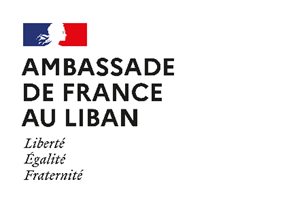 AMBASSADE
DE FRANCE
AU LIBAN
Liberté
Égalité
Fraternité